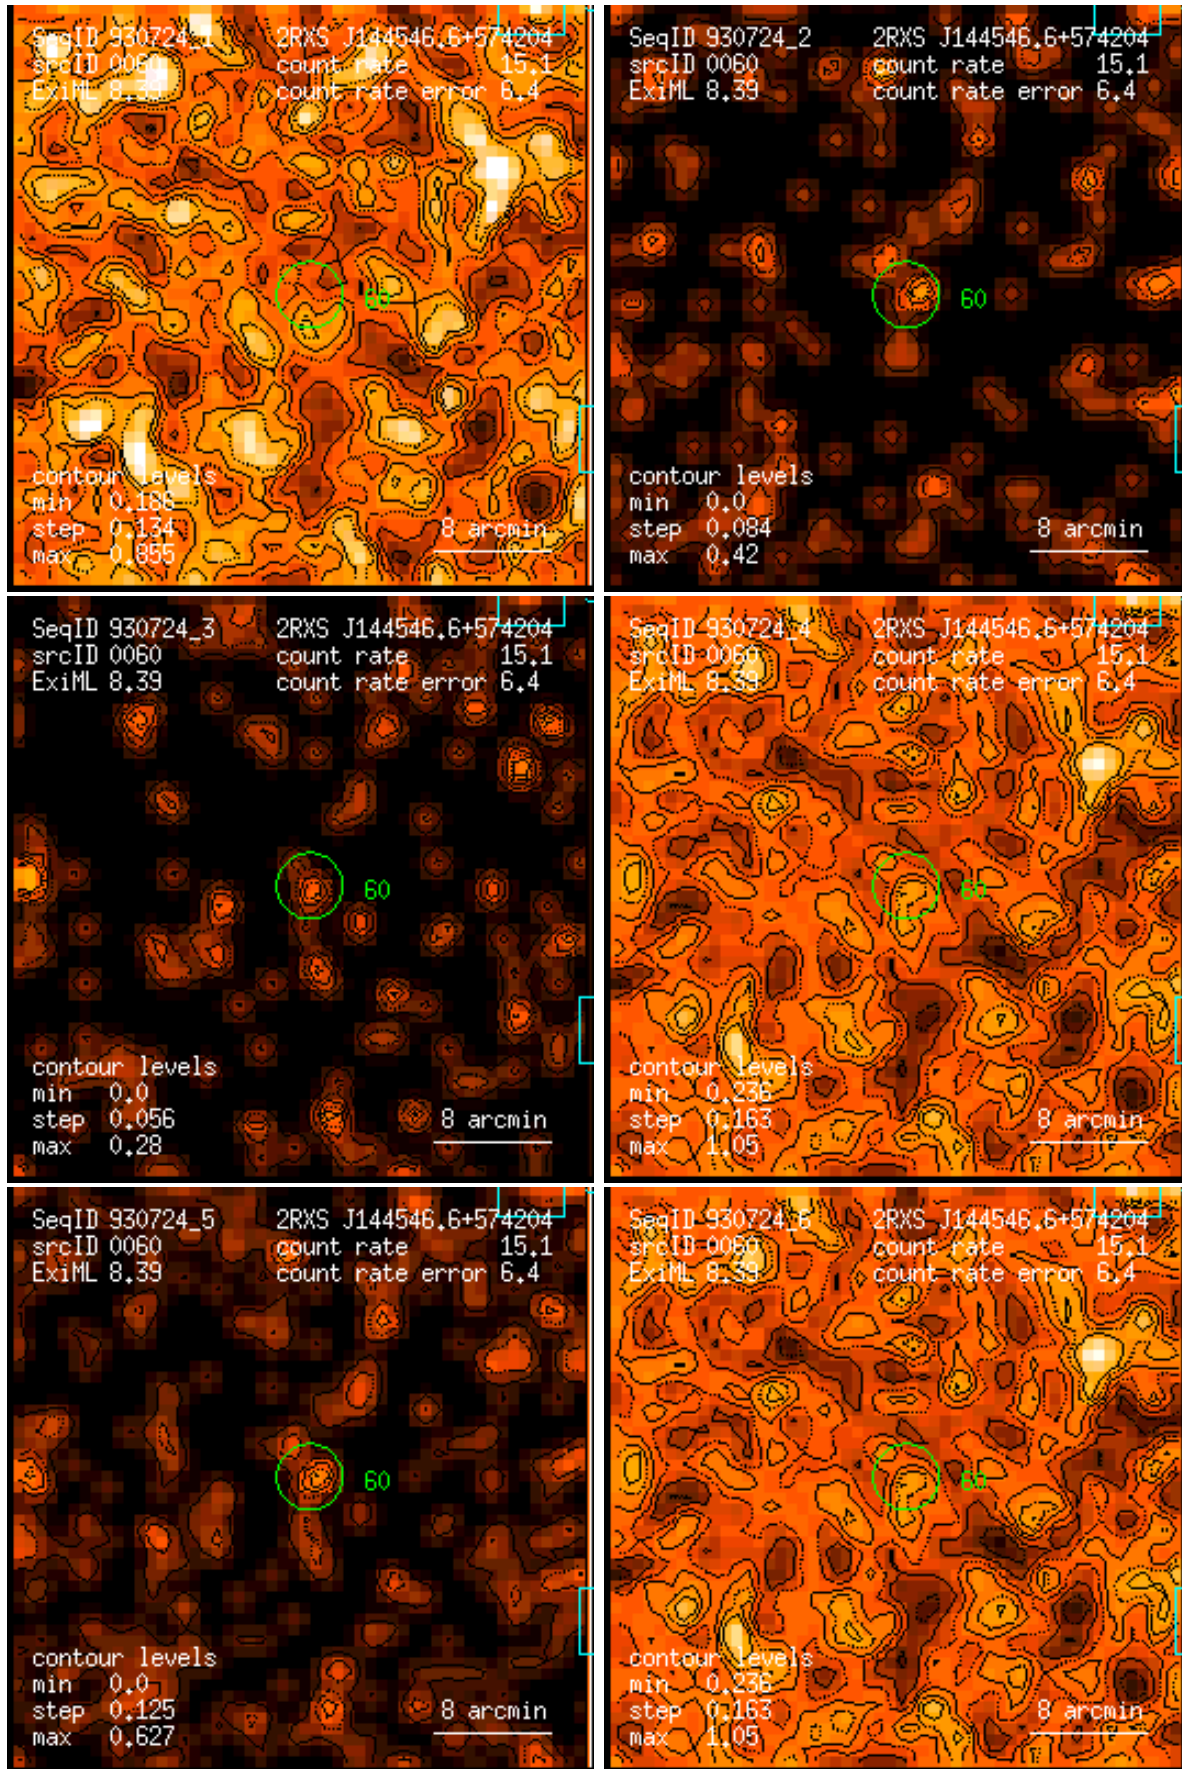 SeqID 930724_1 2RXS J144546.6+574204
srcID 0060 count rate 15.1
ExiML 8.39 count rate error 6.4
60
contour levels
min 0.186
step 0.134
max 0.855
8 arcmin
SeqID 930724_2 2RXS J144546.6+574204
srcID 0060 count rate 15.1
ExiML 8.39 count rate error 6.4
60
contour levels
min 0.0
step 0.084
max 0.42
8 arcmin
SeqID 930724_3 2RXS J144546.6+574204
srcID 0060 count rate 15.1
ExiML 8.39 count rate error 6.4
60
contour levels
min 0.0
step 0.056
max 0.28
8 arcmin
SeqID 930724_4 2RXS J144546.6+574204
srcID 0060 count rate 15.1
ExiML 8.39 count rate error 6.4
60
contour levels
min 0.236
step 0.163
max 1.05
8 arcmin
SeqID 930724_5 2RXS J144546.6+574204
srcID 0060 count rate 15.1
ExiML 8.39 count rate error 6.4
60
contour levels
min 0.0
step 0.125
max 0.627
8 arcmin
SeqID 930724_6 2RXS J144546.6+574204
srcID 0060 count rate 15.1
ExiML 8.39 count rate error 6.4
60
contour levels
min 0.236
step 0.163
max 1.05
8 arcmin